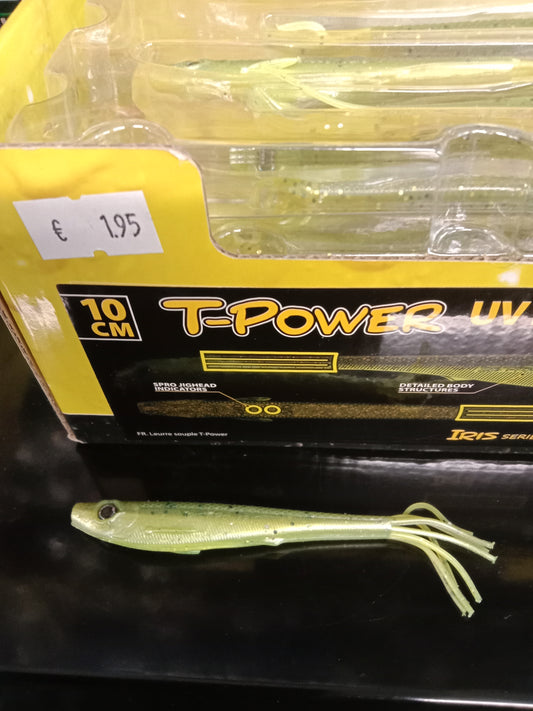 € 1.95
10 CM
T-POWER UV
SPRO JIGHEAD
INDICATORS
DETAILED BODY
STRUCTURES
FR. Leurre souple T-Power
IRIS SERIE